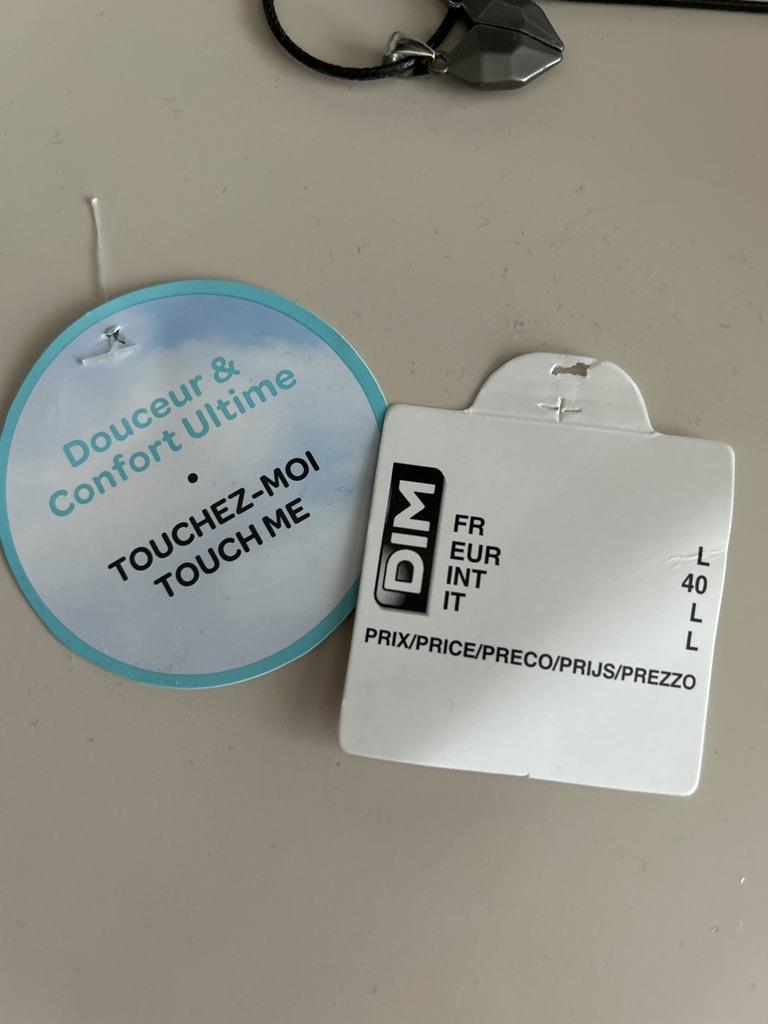 Douceur &
Confort Ultime
•
TOUCHEZ-MOI
TOUCH ME
DIM
FR L
EUR 40
INT L
IT L
PRIX/PRICE/PRECO/PRIJS/PREZZO